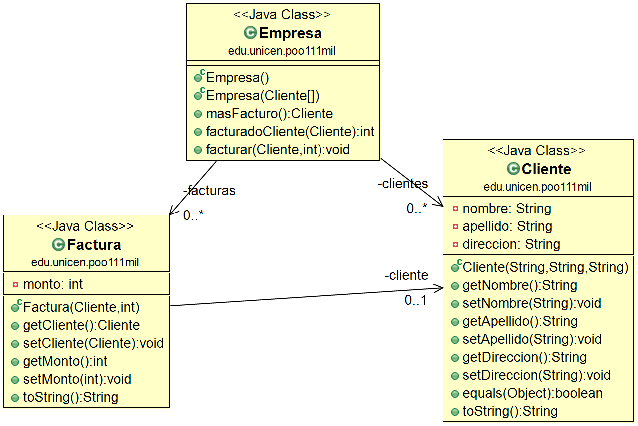 <<Java Class>>
Empresa
edu.unicen.poo111mil
Empresa()
Empresa(Cliente[])
masFacturo():Cliente
facturadoCliente(Cliente):int
facturar(Cliente,int):void
-facturas
0..*
-clientes
0..*
<<Java Class>>
Factura
edu.unicen.poo111mil
monto: int
Factura(Cliente,int)
getCliente():Cliente
setCliente(Cliente):void
getMonto():int
setMonto(int):void
toString():String
-cliente
0..1
<<Java Class>>
Cliente
edu.unicen.poo111mil
nombre: String
apellido: String
direccion: String
Cliente(String,String,String)
getNombre():String
setNombre(String):void
getApellido():String
setApellido(String):void
getDireccion():String
setDireccion(String):void
equals(Object):boolean
toString():String